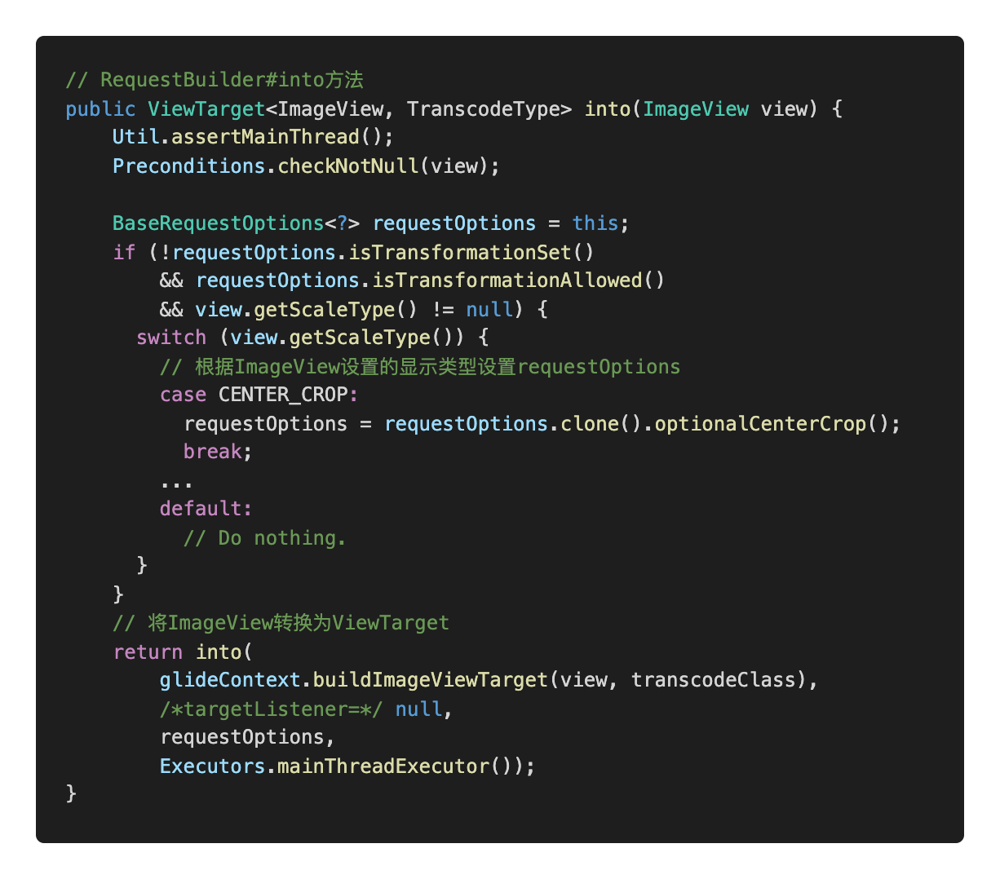 // RequestBuilder#into方法
public ViewTarget<ImageView, TranscodeType> into(ImageView view) {
    Util.assertMainThread();
    Preconditions.checkNotNull(view);

    BaseRequestOptions<?> requestOptions = this;
    if (!requestOptions.isTransformationSet()
        && requestOptions.isTransformationAllowed()
        && view.getScaleType() != null) {
      switch (view.getScaleType()) {
        // 根据ImageView设置的显示类型设置requestOptions
        case CENTER_CROP:
          requestOptions = requestOptions.clone().optionalCenterCrop();
          break;
        ...
        default:
          // Do nothing.
      }
    }
    // 将ImageView转换为ViewTarget
    return into(
        glideContext.buildImageViewTarget(view, transcodeClass),
        /*targetListener=*/ null,
        requestOptions,
        Executors.mainThreadExecutor());
}